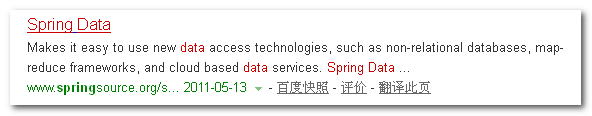 Spring Data
Makes it easy to use new data access technologies, such as non-relational databases, map-
reduce frameworks, and cloud based data services. Spring Data ...
www.springsource.org/s... 2011-05-13 - 百度快照 - 评价 - 翻译此页